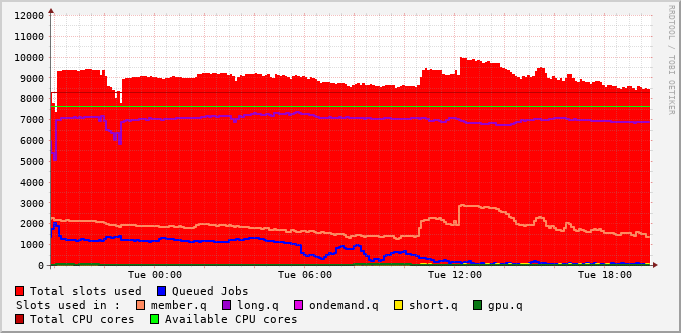 RRDTOOL / TOBI OETIKER
12000
11000
10000
9000
8000
7000
6000
5000
4000
3000
2000
1000
0
Tue 00:00 Tue 06:00 Tue 12:00 Tue 18:00
Total slots used Queued Jobs
Slots used in : member.q long.q ondemand.q short.q gpu.q
Total CPU cores Available CPU cores